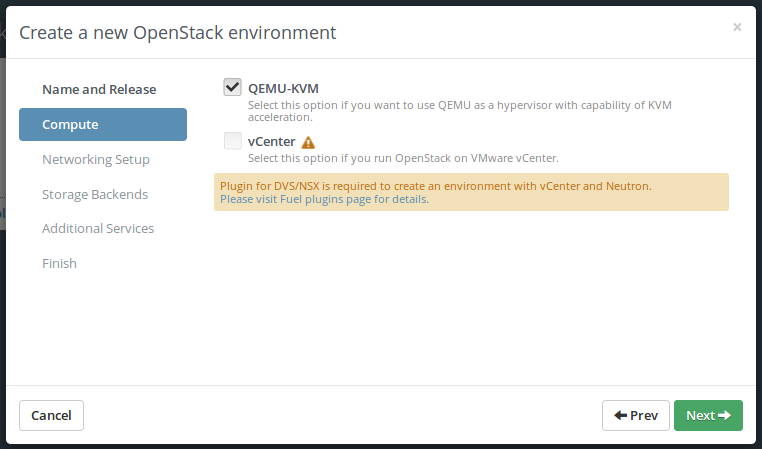 Create a new OpenStack environment
×
Name and Release
Compute
Networking Setup
Storage Backends
Additional Services
Finish
QEMU-KVM
Select this option if you want to use QEMU as a hypervisor with capability of KVM
acceleration.
vCenter
Select this option if you run OpenStack on VMware vCenter.
Plugin for DVS/NSX is required to create an environment with vCenter and Neutron.
Please visit Fuel plugins page for details.
Cancel
Prev
Next